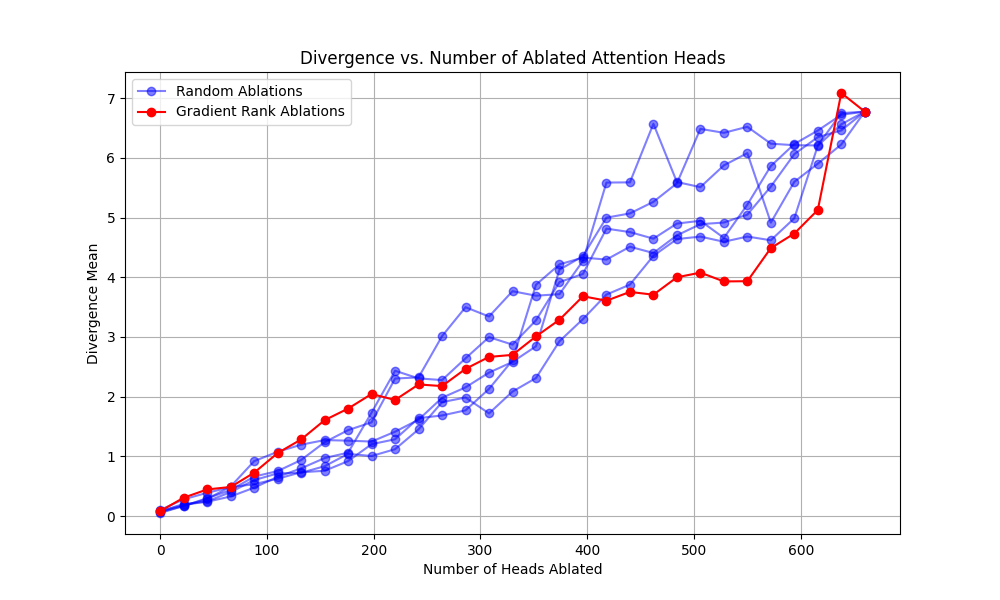 Divergence vs. Number of Ablated Attention Heads
Random Ablations
Gradient Rank Ablations
Divergence Mean
7
6
5
4
3
2
1
0
0 100 200 300 400 500 600
Number of Heads Ablated